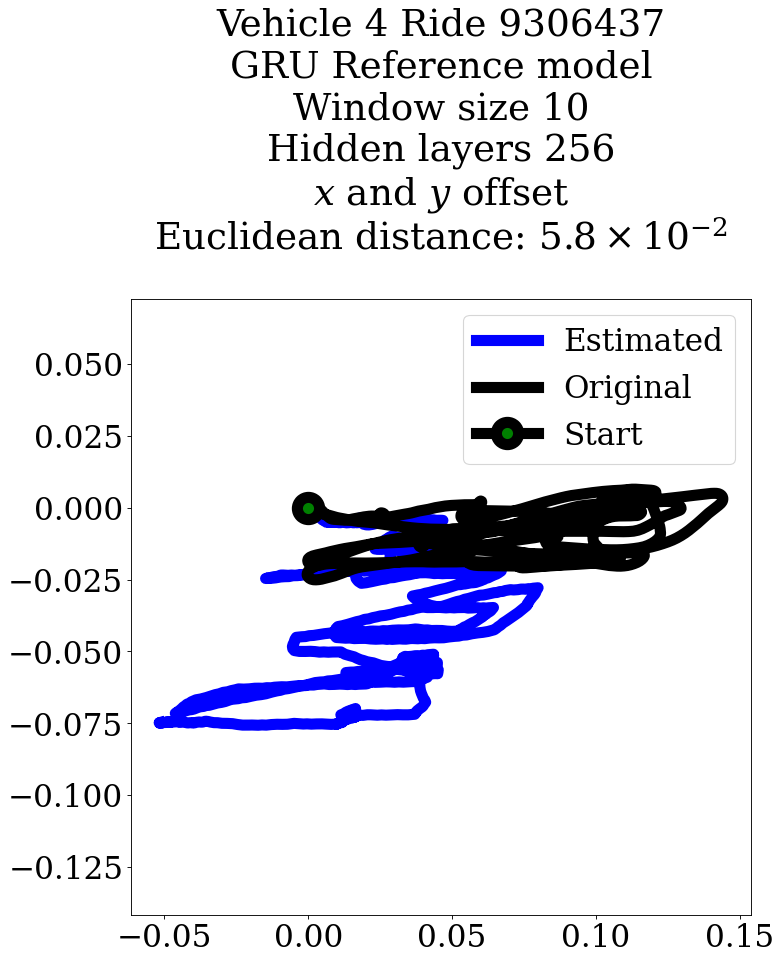 Vehicle 4 Ride 9306437
GRU Reference model
Window size 10
Hidden layers 256
x and y offset
Euclidean distance: 5.8 × 10⁻²
Estimated
Original
Start
0.050
0.025
0.000
−0.025
−0.050
−0.075
−0.100
−0.125
−0.05 0.00 0.05 0.10 0.15